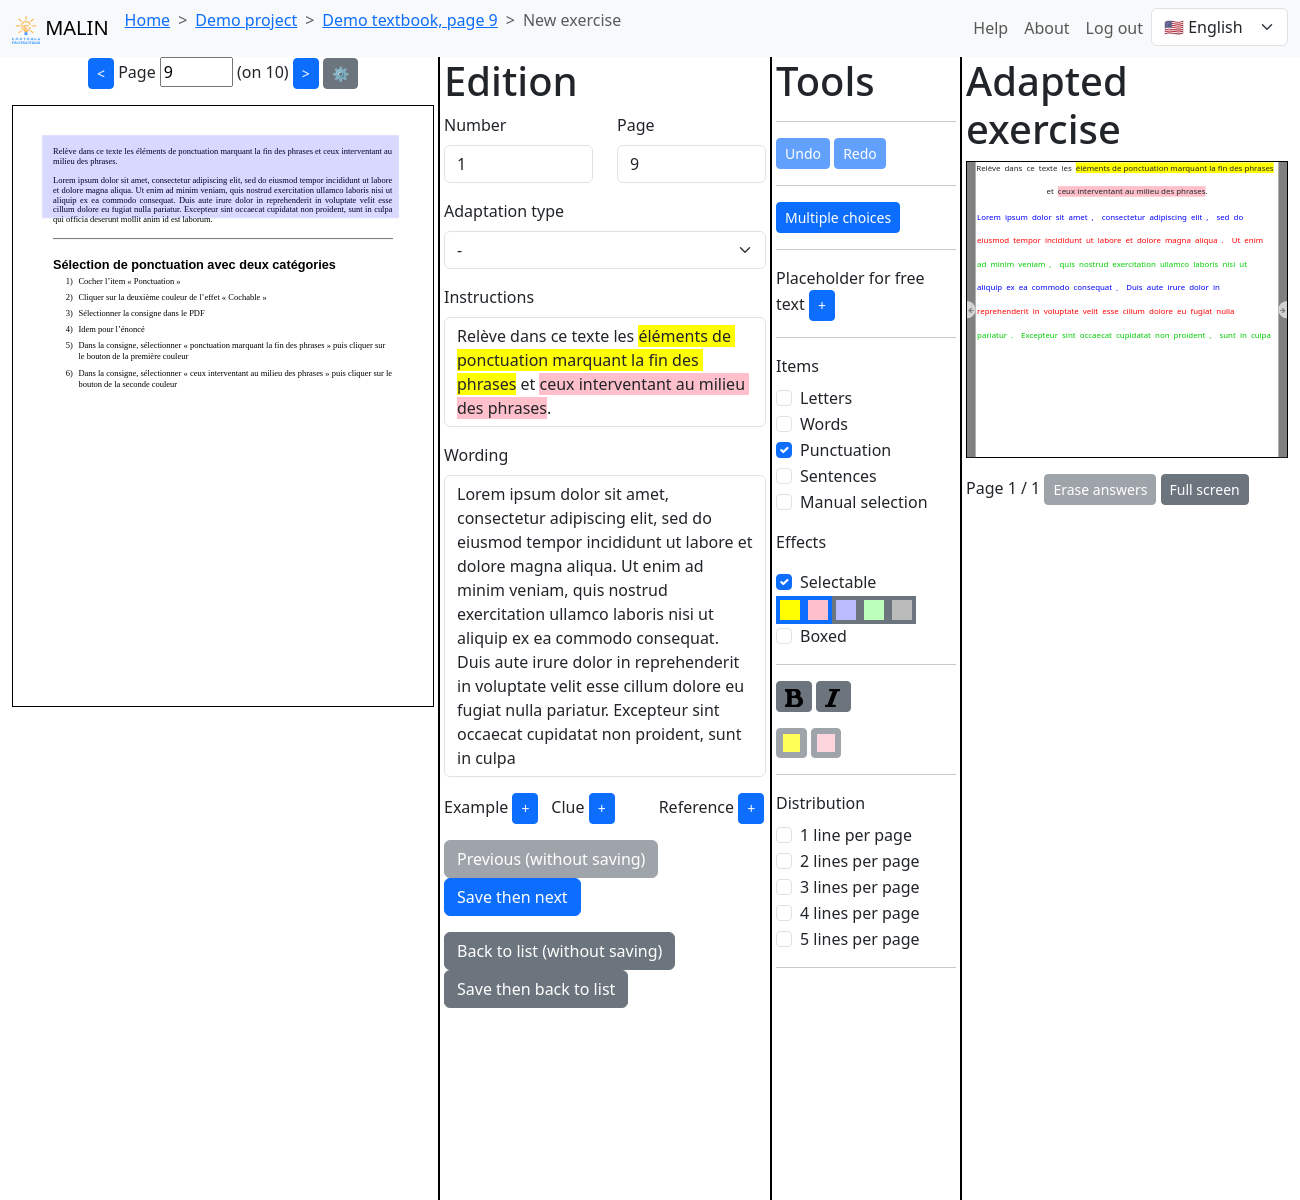 MALIN
Home > Demo project > Demo textbook, page 9 > New exercise
Help About Log out 🇺🇸 English
< Page 9 (on 10) > ⚙️
Relève dans ce texte les éléments de ponctuation marquant la fin des phrases et ceux interventant au
milieu des phrases.
Lorem ipsum dolor sit amet, consectetur adipiscing elit, sed do eiusmod tempor incididunt ut labore
et dolore magna aliqua. Ut enim ad minim veniam, quis nostrud exercitation ullamco laboris nisi ut
aliquip ex ea commodo consequat. Duis aute irure dolor in reprehenderit in voluptate velit esse
cillum dolore eu fugiat nulla pariatur. Excepteur sint occaecat cupidatat non proident, sunt in culpa
qui officia deserunt mollit anim id est laborum.
Sélection de ponctuation avec deux catégories
1) Cocher l'item « Ponctuation »
2) Cliquer sur la deuxième couleur de l'effet « Cochable »
3) Sélectionner la consigne dans le PDF
4) Idem pour l'énoncé
5) Dans la consigne, sélectionner « ponctuation marquant la fin des phrases » puis cliquer sur
le bouton de la première couleur
6) Dans la consigne, sélectionner « ceux interventant au milieu des phrases » puis cliquer sur le
bouton de la seconde couleur
Edition
Number Page
1 9
Adaptation type
-
Instructions
Relève dans ce texte les éléments de
ponctuation marquant la fin des
phrases et ceux interventant au milieu
des phrases.
Wording
Lorem ipsum dolor sit amet,
consectetur adipiscing elit, sed do
eiusmod tempor incididunt ut labore et
dolore magna aliqua. Ut enim ad
minim veniam, quis nostrud
exercitation ullamco laboris nisi ut
aliquip ex ea commodo consequat.
Duis aute irure dolor in reprehenderit
in voluptate velit esse cillum dolore eu
fugiat nulla pariatur. Excepteur sint
occaecat cupidatat non proident, sunt
in culpa
Example + Clue + Reference +
Previous (without saving)
Save then next
Back to list (without saving)
Save then back to list
Tools
Undo Redo
Multiple choices
Placeholder for free
text +
Items
Letters
Words
Punctuation
Sentences
Manual selection
Effects
Selectable
Boxed
B I
Distribution
1 line per page
2 lines per page
3 lines per page
4 lines per page
5 lines per page
Adapted
exercise
Relève dans ce texte les éléments de ponctuation marquant la fin des phrases
et ceux interventant au milieu des phrases.
Lorem ipsum dolor sit amet , consectetur adipiscing elit , sed do
eiusmod tempor incididunt ut labore et dolore magna aliqua . Ut enim
ad minim veniam , quis nostrud exercitation ullamco laboris nisi ut
aliquip ex ea commodo consequat . Duis aute irure dolor in
reprehenderit in voluptate velit esse cillum dolore eu fugiat nulla
pariatur . Excepteur sint occaecat cupidatat non proident , sunt in culpa
Page 1 / 1 Erase answers Full screen